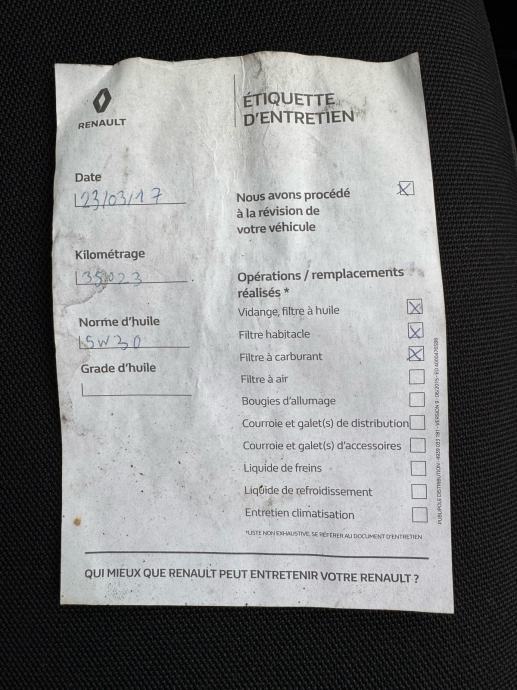 RENAULT
ÉTIQUETTE
D'ENTRETIEN
Date
23/03/17
Kilométrage
35023
Norme d'huile
5W30
Grade d'huile
Nous avons procédé
à la révision de
votre véhicule
Opérations / remplacements
réalisés *
Vidange, filtre à huile
Filtre habitacle
Filtre à carburant
Filtre à air
Bougies d'allumage
Courroie et galet(s) de distribution
Courroie et galet(s) d'accessoires
Liquide de freins
Liquide de refroidissement
Entretien climatisation
*LISTE NON EXHAUSTIVE, SE RÉFÉRER AU DOCUMENT D'ENTRETIEN
QUI MIEUX QUE RENAULT PEUT ENTRETENIR VOTRE RENAULT ?